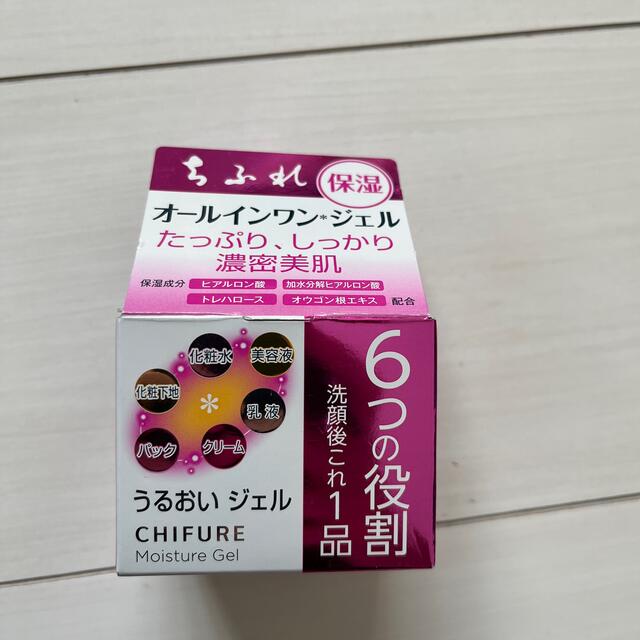 ちふれ
保湿
オールインワン*ジェル
たっぷり、しっかり
濃密美肌
保湿成分 ヒアルロン酸 加水分解ヒアルロン酸
トレハロース オウゴン根エキス 配合
化粧水
美容液
化粧下地
*
乳液
パック
クリーム
うるおい ジェル
CHIFURE
Moisture Gel
6つの役割
洗顔後これ1品